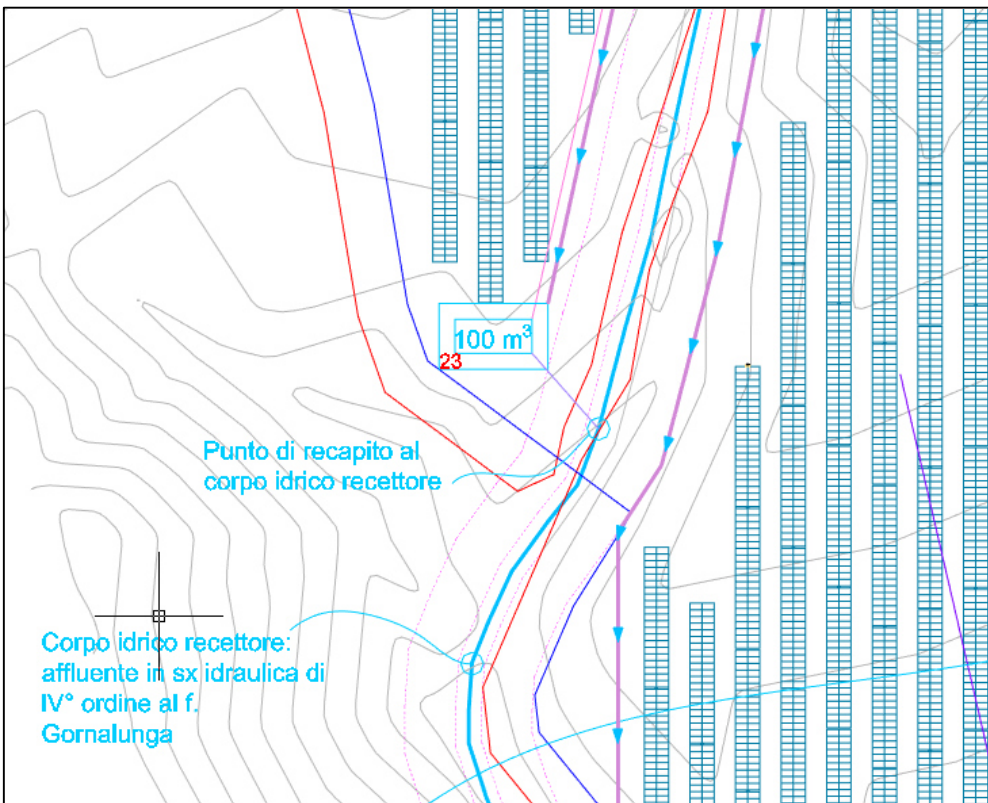 100 m³
23
Punto di recapito al
corpo idrico recettore
Corpo idrico recettore:
affluente in sx idraulica di
IV° ordine al f.
Gornalunga